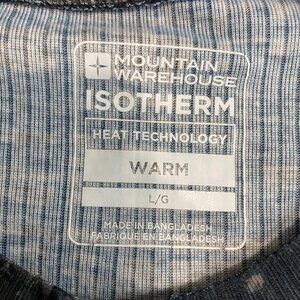 MOUNTAIN
WAREHOUSE
ISOTHERM
HEAT TECHNOLOGY
WARM
L/G
MADE IN BANGLADESH
FABRIQUÉ EN BANGLADESH